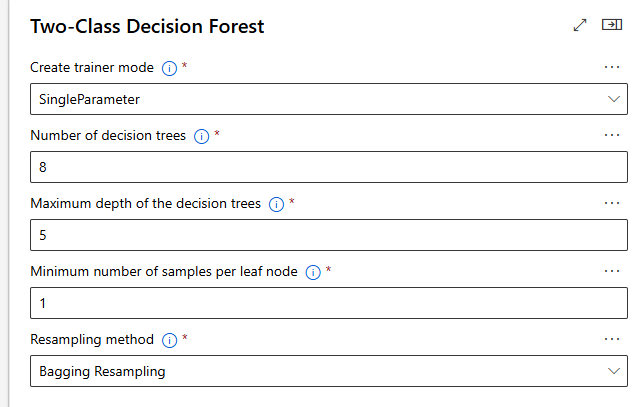 Two-Class Decision Forest
Create trainer mode * ...
SingleParameter
Number of decision trees * ...
8
Maximum depth of the decision trees * ...
5
Minimum number of samples per leaf node * ...
1
Resampling method * ...
Bagging Resampling